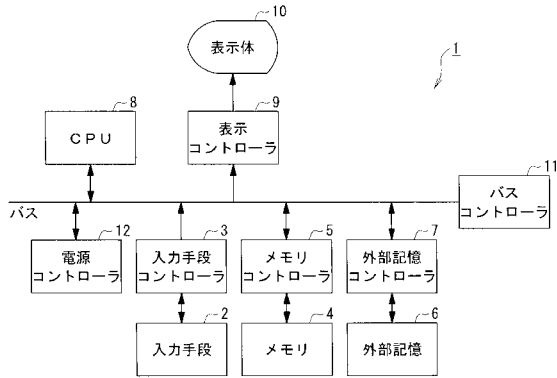 10
表示体
1
8
9
CPU
表示
コントローラ
11
バス
コントローラ
バス
12
3
5
7
電源
コントローラ
入力手段
コントローラ
メモリ
コントローラ
外部記憶
コントローラ
2
4
6
入力手段
メモリ
外部記憶